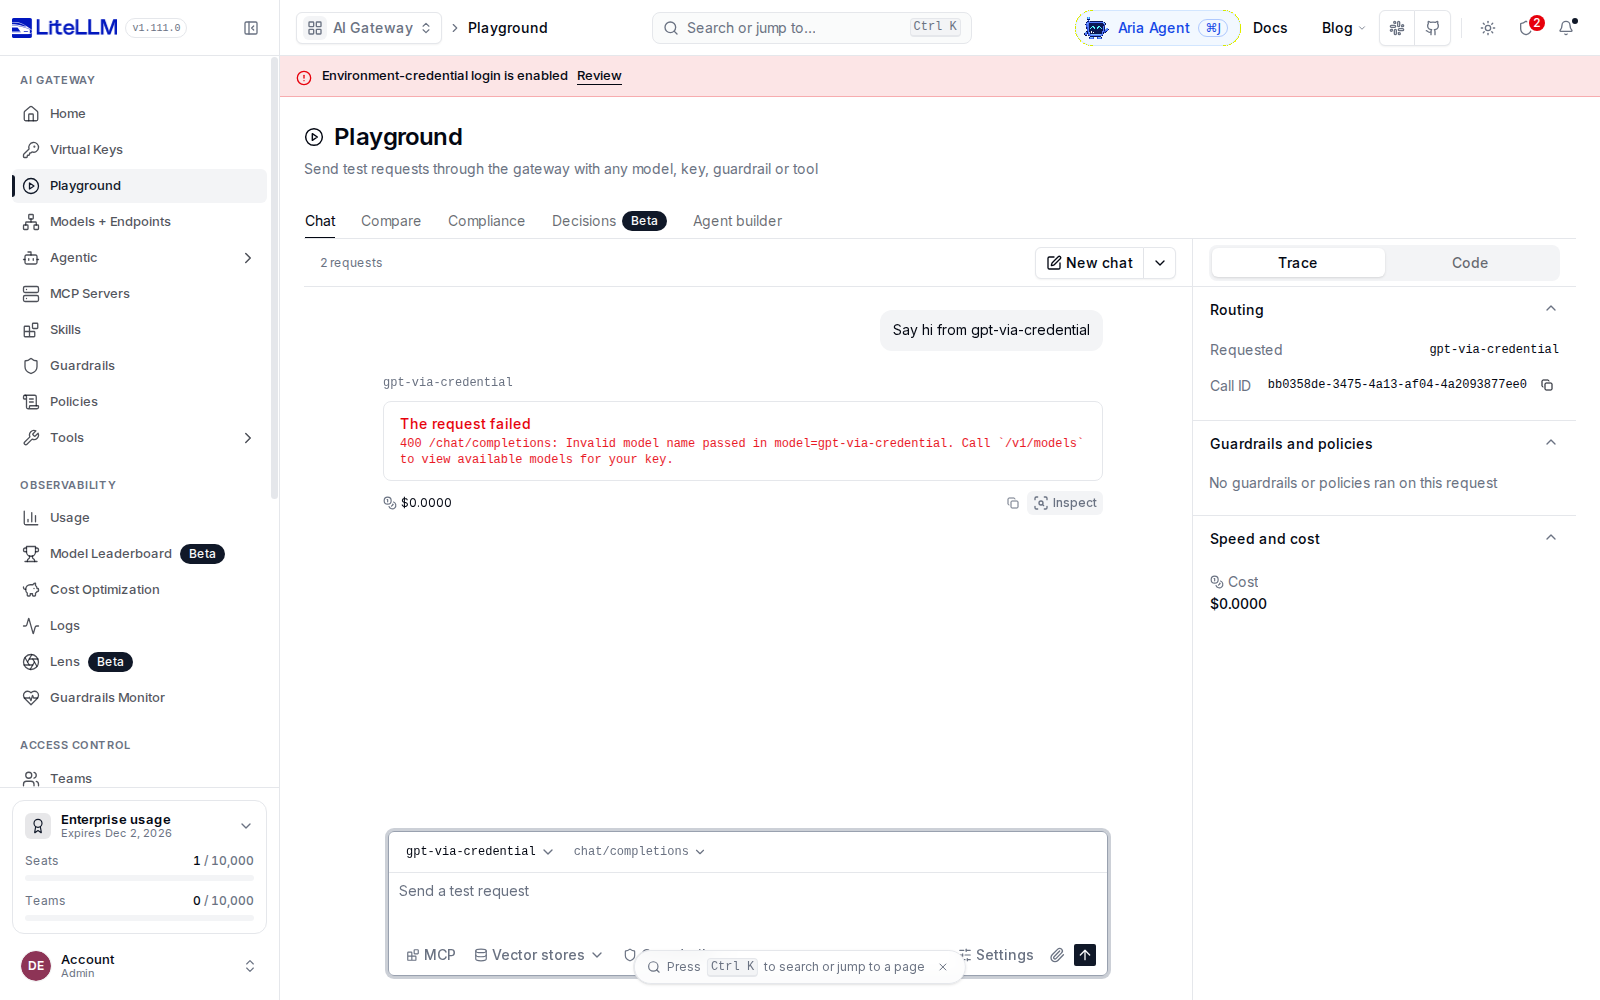 LiteLLM
v1.111.0
AI Gateway
Playground
Search or jump to...
Ctrl K
Aria Agent
⌘J
Docs
Blog
2
Environment-credential login is enabled
Review
AI GATEWAY
Home
Virtual Keys
Playground
Models + Endpoints
Agentic
MCP Servers
Skills
Guardrails
Policies
Tools
OBSERVABILITY
Usage
Model Leaderboard
Beta
Cost Optimization
Logs
Lens
Beta
Guardrails Monitor
ACCESS CONTROL
Teams
Enterprise usage
Expires Dec 2, 2026
Seats
1 / 10,000
Teams
0 / 10,000
DE
Account
Admin
Playground
Send test requests through the gateway with any model, key, guardrail or tool
Chat
Compare
Compliance
Decisions
Beta
Agent builder
2 requests
New chat
Say hi from gpt-via-credential
gpt-via-credential
The request failed
400 /chat/completions: Invalid model name passed in model=gpt-via-credential. Call `/v1/models`
to view available models for your key.
$0.0000
Inspect
gpt-via-credential
chat/completions
Send a test request
MCP
Vector stores
Settings
Press Ctrl K to search or jump to a page
Trace
Code
Routing
Requested
gpt-via-credential
Call ID
bb0358de-3475-4a13-af04-4a2093877ee0
Guardrails and policies
No guardrails or policies ran on this request
Speed and cost
Cost
$0.0000